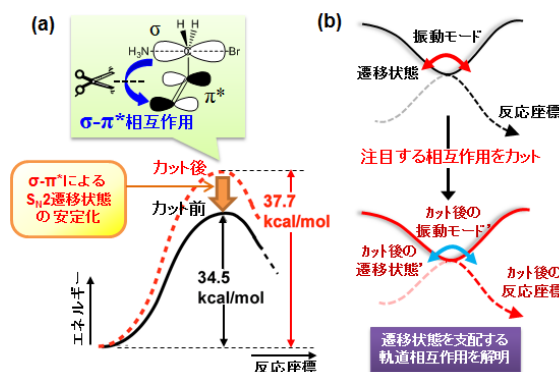 (a)
σ
H H
H₃N
Br
π*
σ-π*相互作用
σ-π*による
SN2遷移状態
の安定化
カット後
カット前
37.7
kcal/mol
34.5
kcal/mol
エネルギー
反応座標
(b)
振動モード
遷移状態
反応座標
注目する相互作用をカット
カット後の
振動モード'
カット後の
遷移状態'
カット後の
反応座標
遷移状態を支配する
軌道相互作用を解明